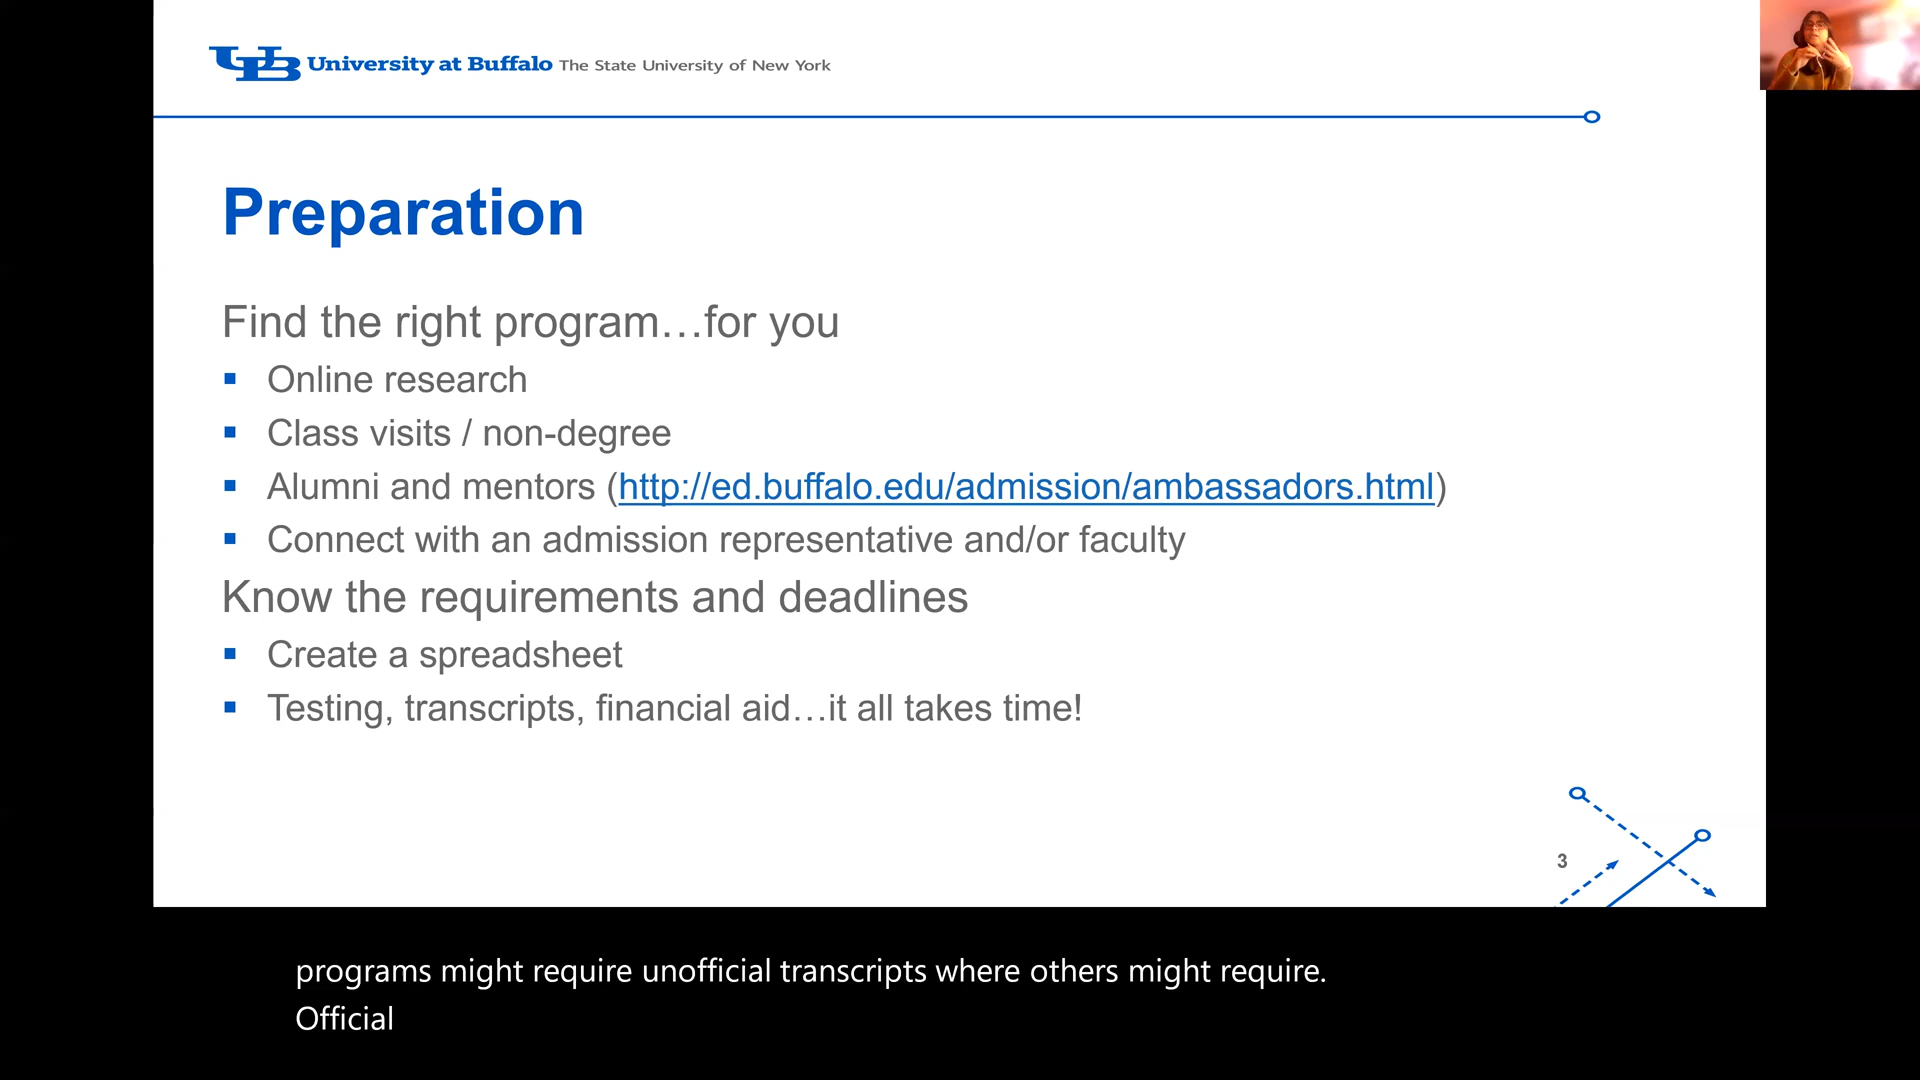 UB University at Buffalo The State University of New York
Preparation
Find the right program…for you
▪ Online research
▪ Class visits / non-degree
▪ Alumni and mentors (http://ed.buffalo.edu/admission/ambassadors.html)
▪ Connect with an admission representative and/or faculty
Know the requirements and deadlines
▪ Create a spreadsheet
▪ Testing, transcripts, financial aid…it all takes time!
3
programs might require unofficial transcripts where others might require.
Official